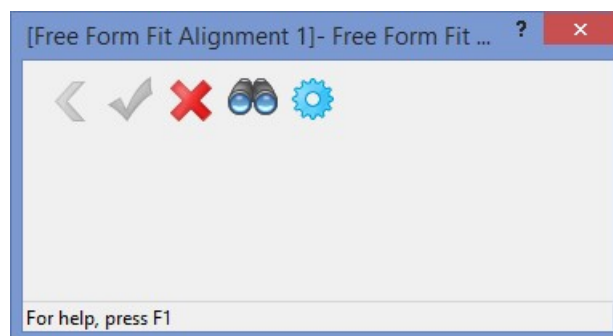 [Free Form Fit Alignment 1]- Free Form Fit ... ?
For help, press F1